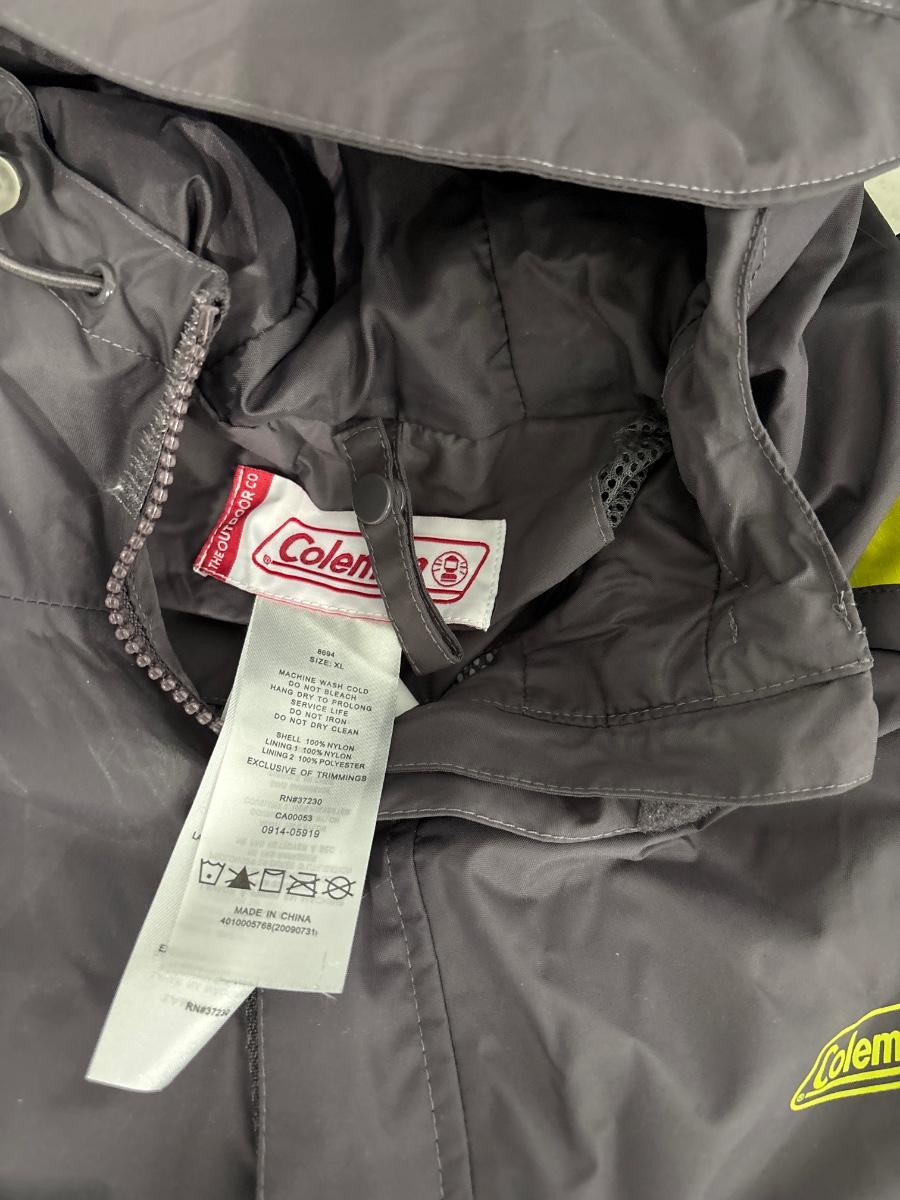 THE OUTDOOR CO
Coleman
8694
SIZE: XL
MACHINE WASH COLD
DO NOT BLEACH
HANG DRY TO PROLONG
SERVICE LIFE
DO NOT IRON
DO NOT DRY CLEAN
SHELL 100% NYLON
LINING 1 :100% NYLON
LINING 2 :100% POLYESTER
EXCLUSIVE OF TRIMMINGS
RN#37230
CA00053
0914-05919
MADE IN CHINA
4010005768(20090731)
RN#37230
Colem